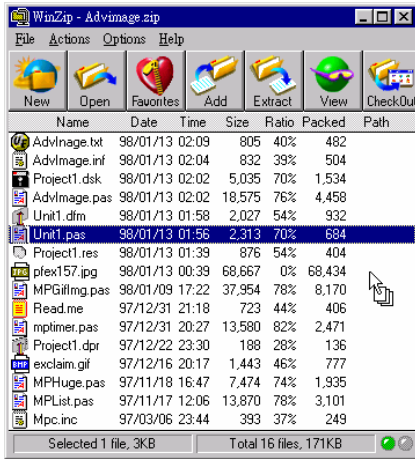 WinZip - Advimage.zip
File Actions Options Help
New Open Favorites Add Extract View CheckOut
Name Date Time Size Ratio Packed Path
AdvInage.txt 98/01/13 02:09 805 40% 482
AdvImage.inf 98/01/13 02:04 832 39% 504
Project1.dsk 98/01/13 02:02 5,035 70% 1,534
AdvImage.pas 98/01/13 02:02 18,575 76% 4,458
Unit1.dfm 98/01/13 01:58 2,027 54% 932
Unit1.pas 98/01/13 01:56 2,313 70% 684
Project1.res 98/01/13 01:39 876 54% 404
pfex157.jpg 98/01/13 00:39 68,667 0% 68,434
MPGifImg.pas 98/01/09 17:22 37,954 78% 8,170
Read.me 97/12/31 21:18 723 44% 406
mptimer.pas 97/12/31 20:27 13,580 82% 2,471
Project1.dpr 97/12/22 23:30 188 28% 136
exclaim.gif 97/12/16 20:17 1,443 46% 777
MPHuge.pas 97/11/18 16:47 7,474 74% 1,935
MPList.pas 97/11/17 12:06 13,870 78% 3,101
Mpc.inc 97/03/06 23:44 393 37% 249
Selected 1 file, 3KB Total 16 files, 171KB